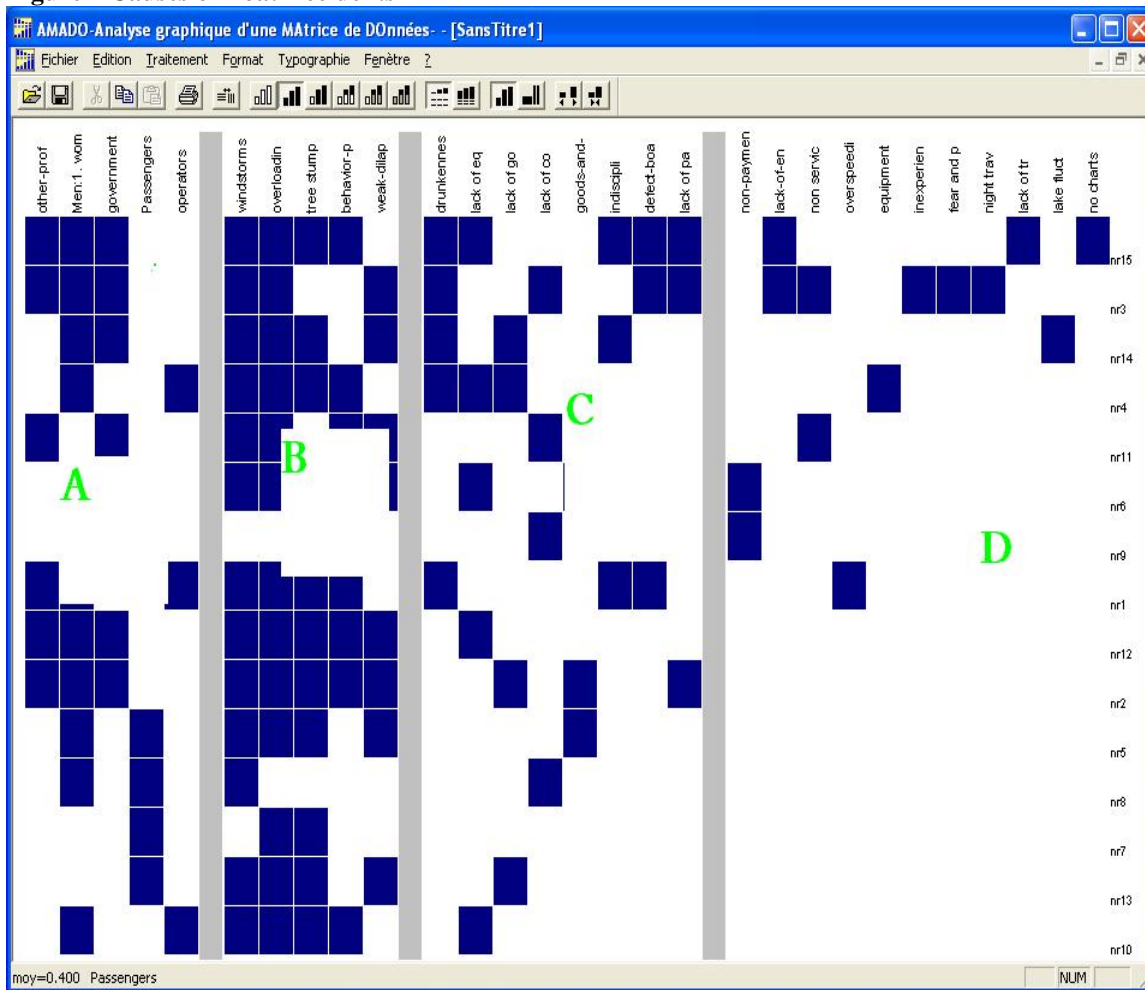 AMADO-Analyse graphique d'une MAtrice de DOnnées- - [SansTitre1]
Fichier Edition Traitement Format Typographie Fenêtre ?
other-prof
Men:1. wom
government
Passengers
operators
windstorms
overloadin
tree stump
behavior-p
weak-dilap
drunkennes
lack of eq
lack of go
lack of co
goods-and-
indiscipli
defect-boa
lack of pa
non-paymen
lack-of-en
non servic
overspeedi
equipment
inexperien
fear and p
night trav
lack of tr
lake fluct
no charts
nr15
nr3
nr14
nr4
C
nr11
B
A
nr6
D
nr9
nr1
nr12
nr2
nr5
nr8
nr7
nr13
nr10
moy=0.400 Passengers
NUM